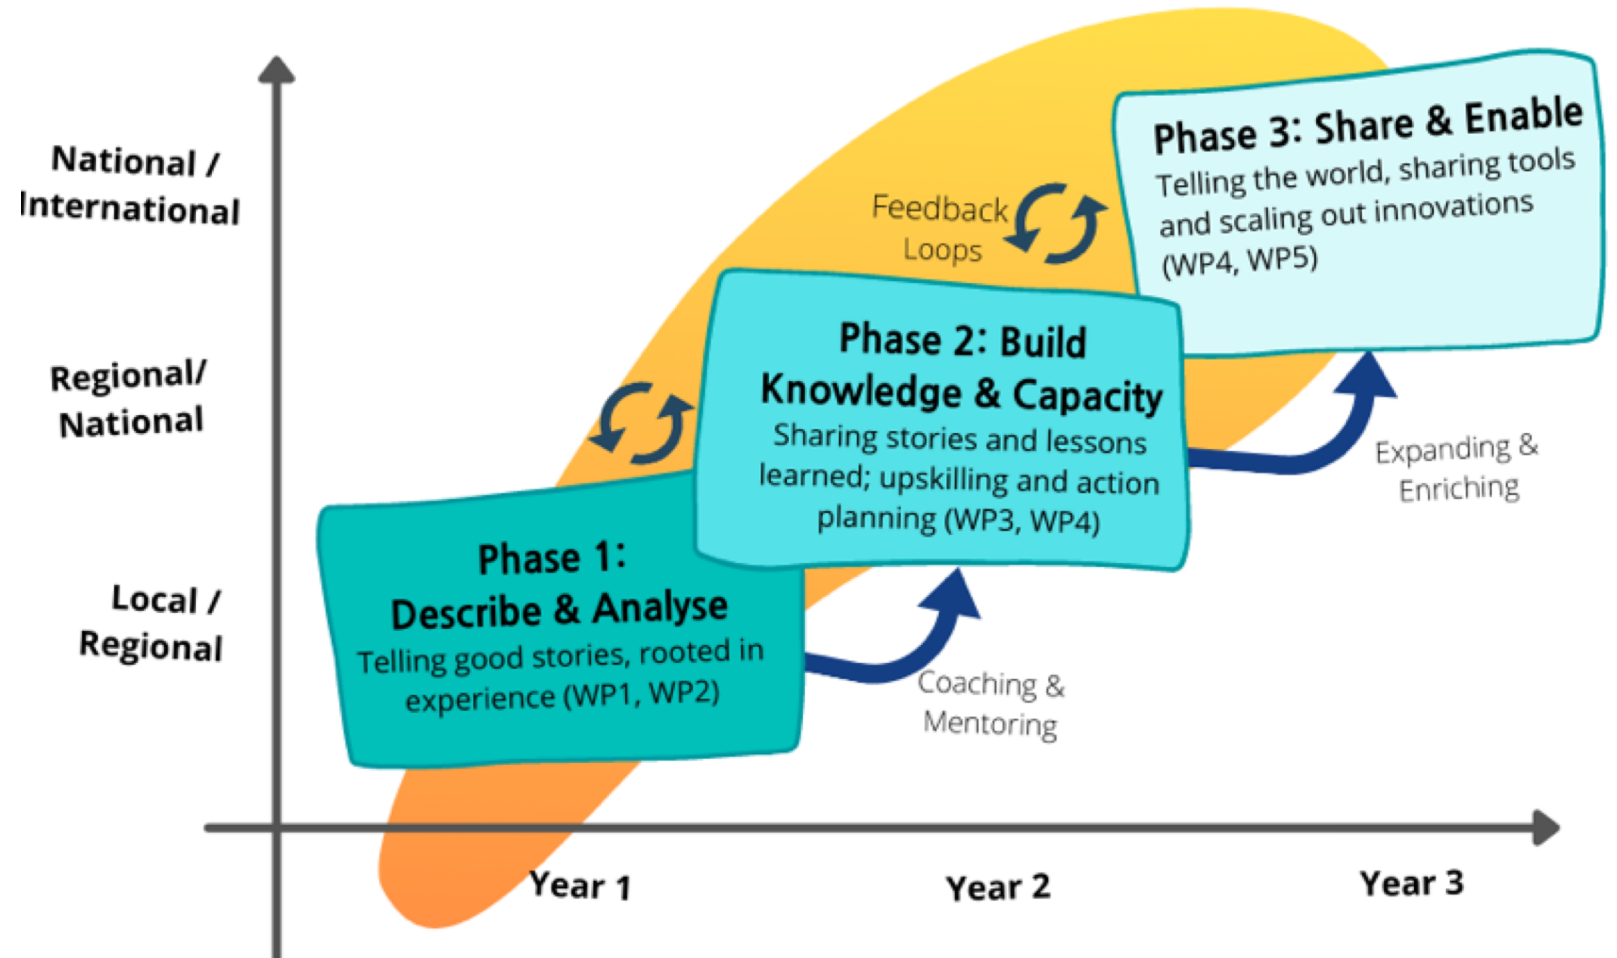 National /
International
Regional/
National
Local /
Regional
Phase 1:
Describe & Analyse
Telling good stories, rooted in
experience (WP1, WP2)
Phase 2: Build
Knowledge & Capacity
Sharing stories and lessons
learned; upskilling and action
planning (WP3, WP4)
Phase 3: Share & Enable
Telling the world, sharing tools
and scaling out innovations
(WP4, WP5)
Feedback
Loops
Coaching &
Mentoring
Expanding &
Enriching
Year 1
Year 2
Year 3